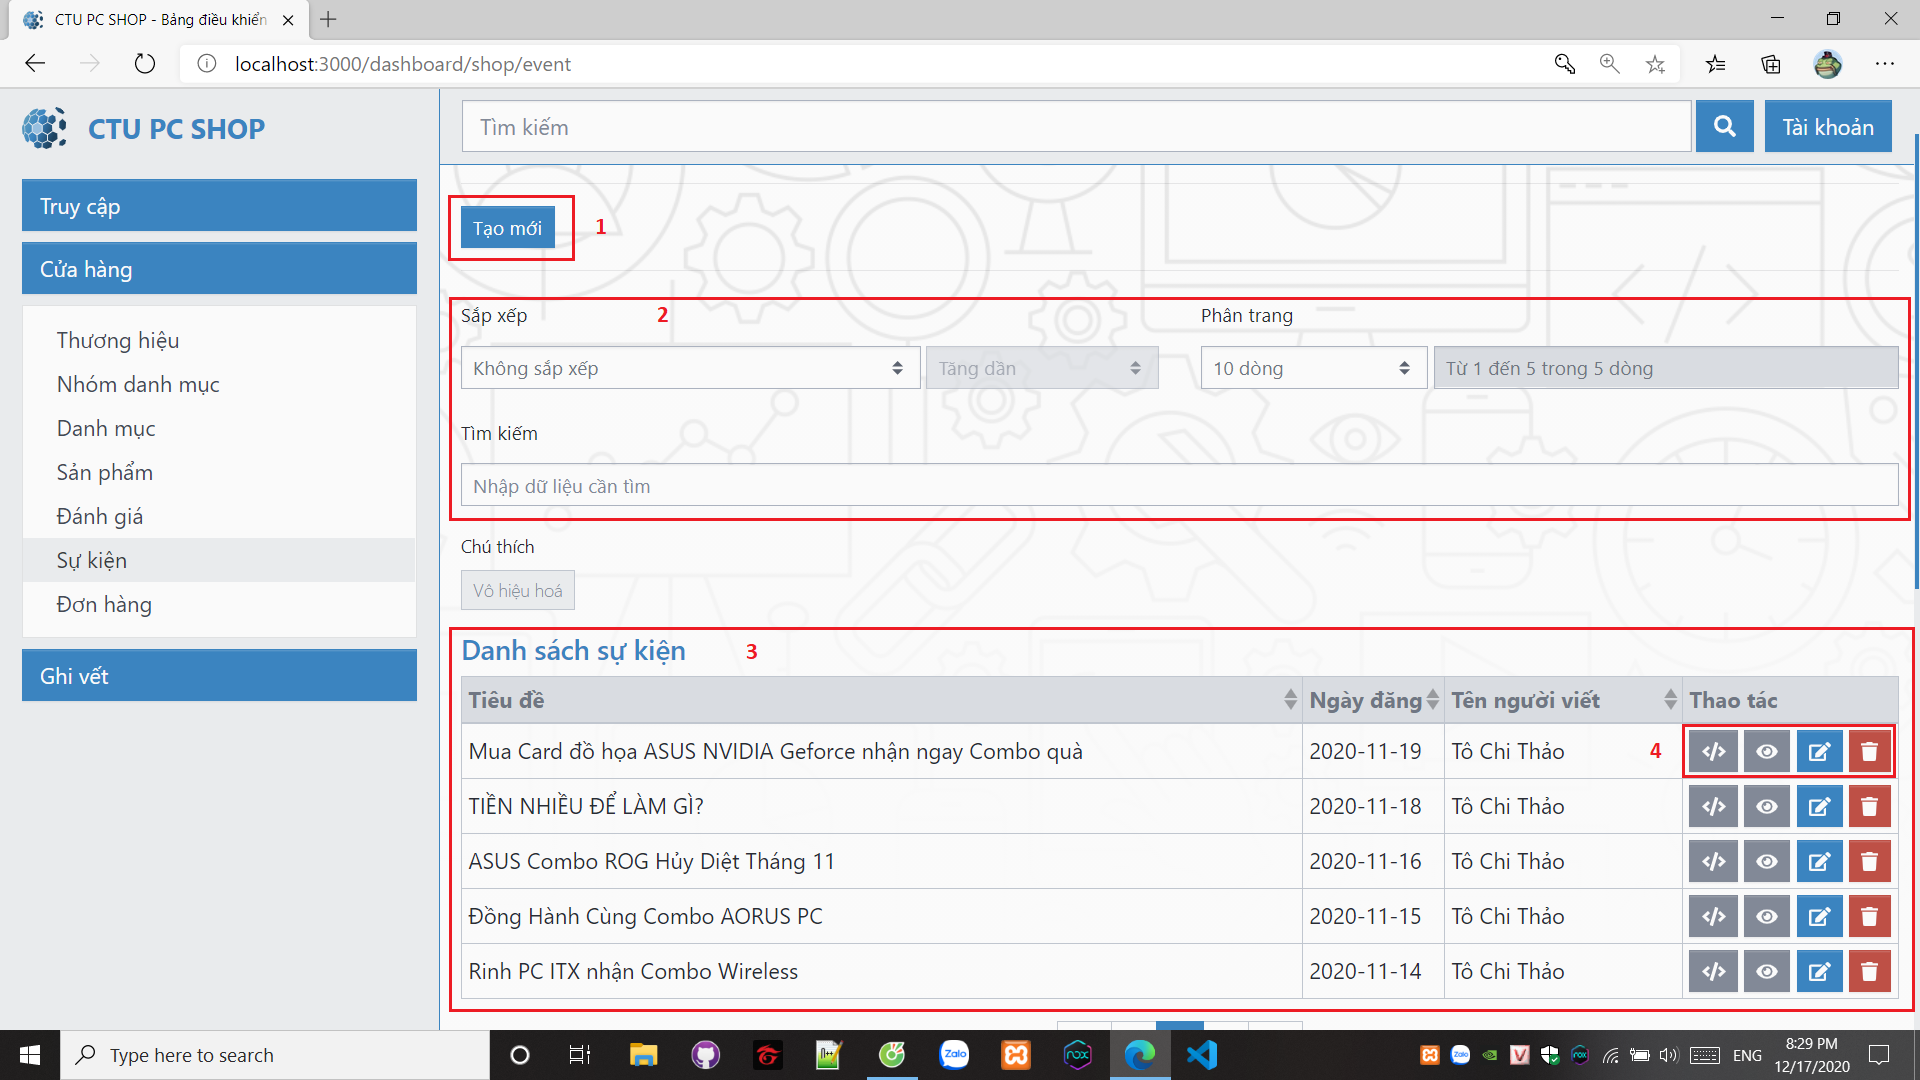 CTU PC SHOP - Bảng điều khiển
localhost:3000/dashboard/shop/event
CTU PC SHOP
Tìm kiếm
Tài khoản
Truy cập
Cửa hàng
Thương hiệu
Nhóm danh mục
Danh mục
Sản phẩm
Đánh giá
Sự kiện
Đơn hàng
Ghi vết
Tạo mới 1
Sắp xếp 2 Phân trang
Không sắp xếp Tăng dần 10 dòng Từ 1 đến 5 trong 5 dòng
Tìm kiếm
Nhập dữ liệu cần tìm
Chú thích
Vô hiệu hoá
Danh sách sự kiện 3
Tiêu đề Ngày đăng Tên người viết Thao tác
Mua Card đồ họa ASUS NVIDIA Geforce nhận ngay Combo quà 2020-11-19 Tô Chi Thảo 4
TIỀN NHIỀU ĐỂ LÀM GÌ? 2020-11-18 Tô Chi Thảo
ASUS Combo ROG Hủy Diệt Tháng 11 2020-11-16 Tô Chi Thảo
Đồng Hành Cùng Combo AORUS PC 2020-11-15 Tô Chi Thảo
Rinh PC ITX nhận Combo Wireless 2020-11-14 Tô Chi Thảo
Type here to search
Zalo
nox
ENG
8:29 PM
12/17/2020